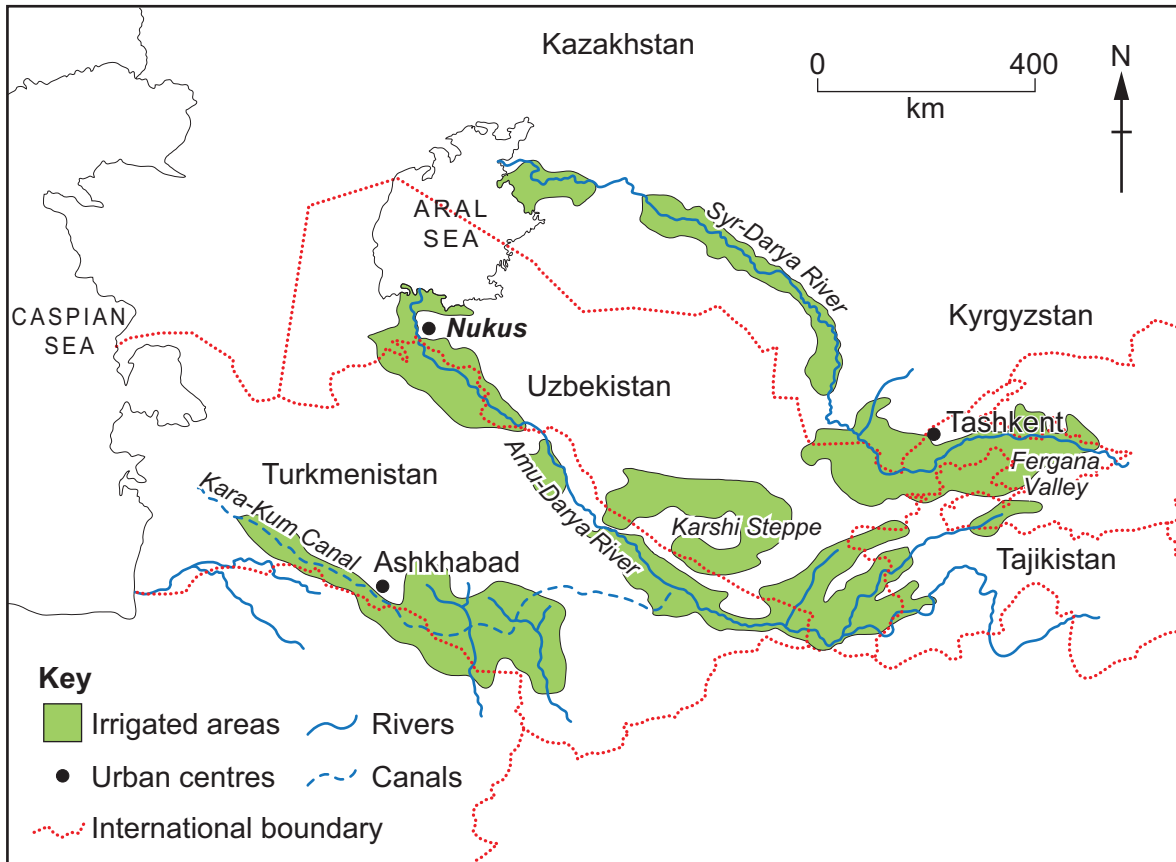 Kazakhstan
0 400
km
N
ARAL
SEA
Syr-Darya River
CASPIAN
SEA
Nukus
Kyrgyzstan
Uzbekistan
Tashkent
Fergana
Valley
Turkmenistan
Amu-Darya River
Karshi Steppe
Kara-Kum Canal
Ashkhabad
Tajikistan
Key
Irrigated areas
Rivers
Urban centres
Canals
International boundary